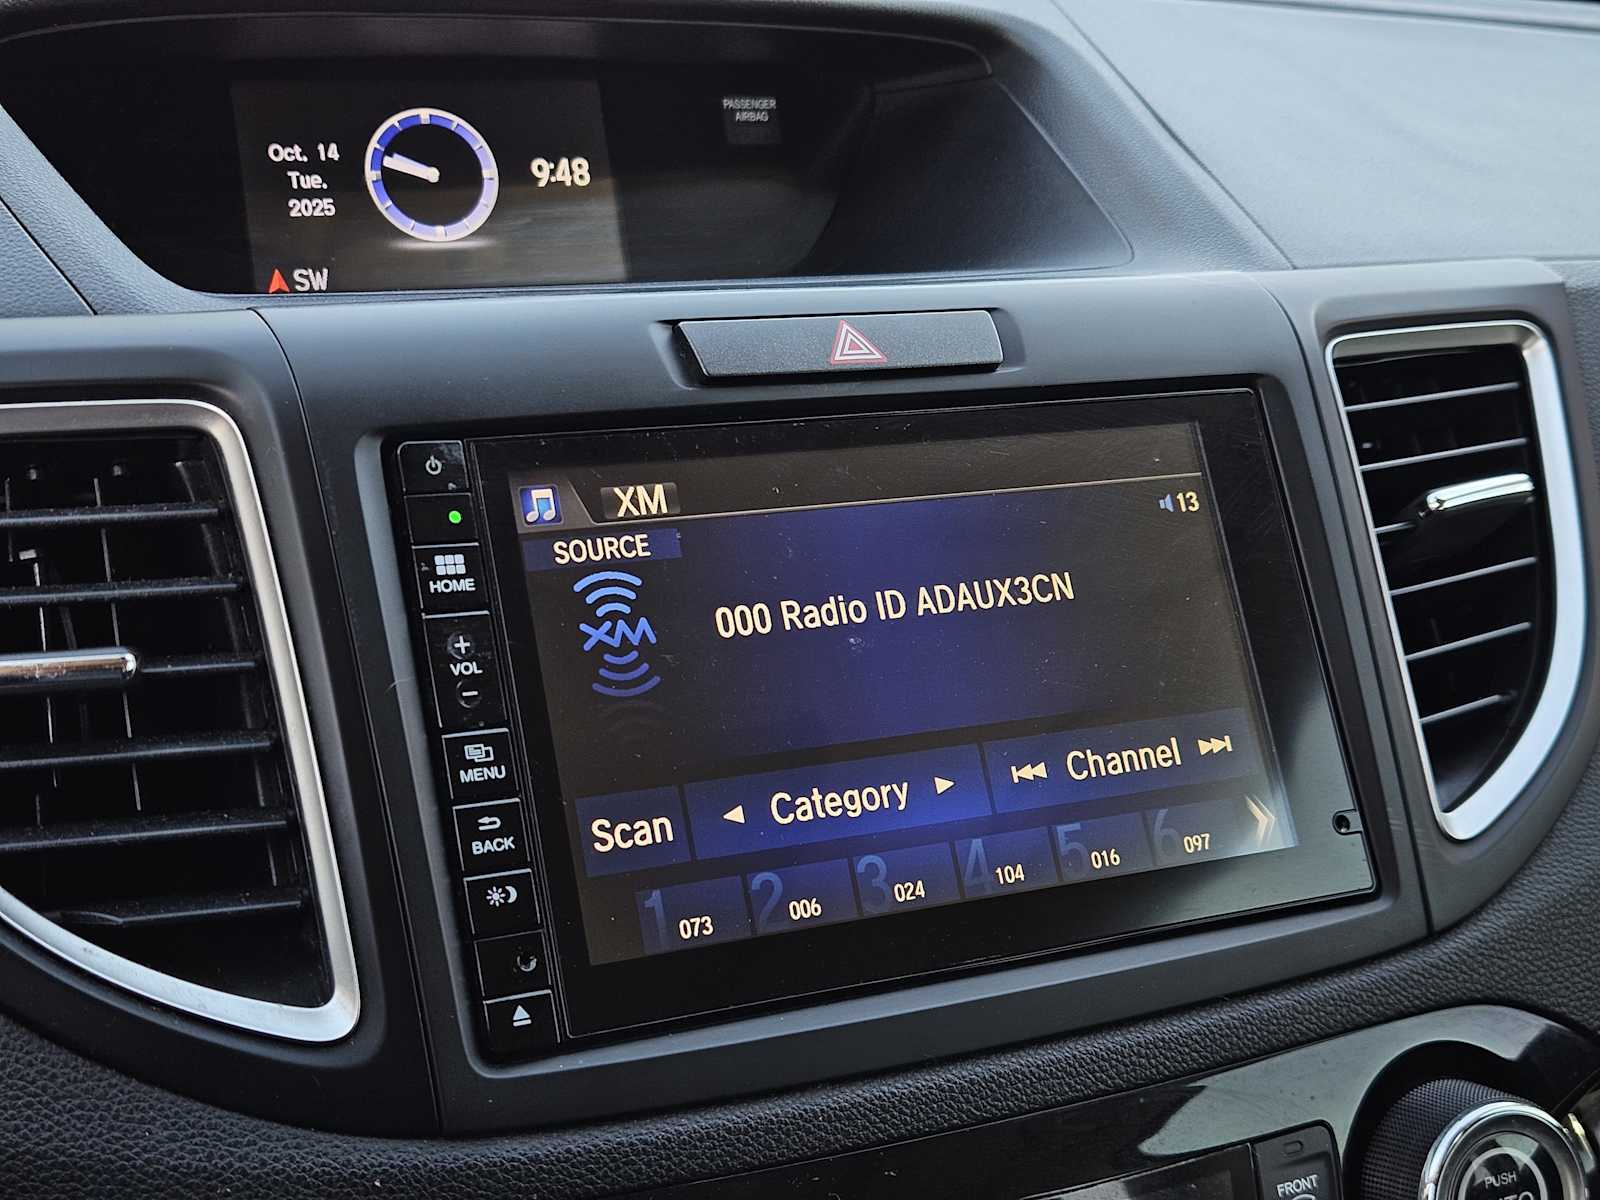 Oct. 14
Tue.
2025
9:48
SW
PASSENGER
AIRBAG
XM
13
SOURCE
XM
000 Radio ID ADAUX3CN
Scan
Category
Channel
1 073
2 006
3 024
4 104
5 016
6 097
HOME
+
VOL
−
MENU
BACK
FRONT
PUSH